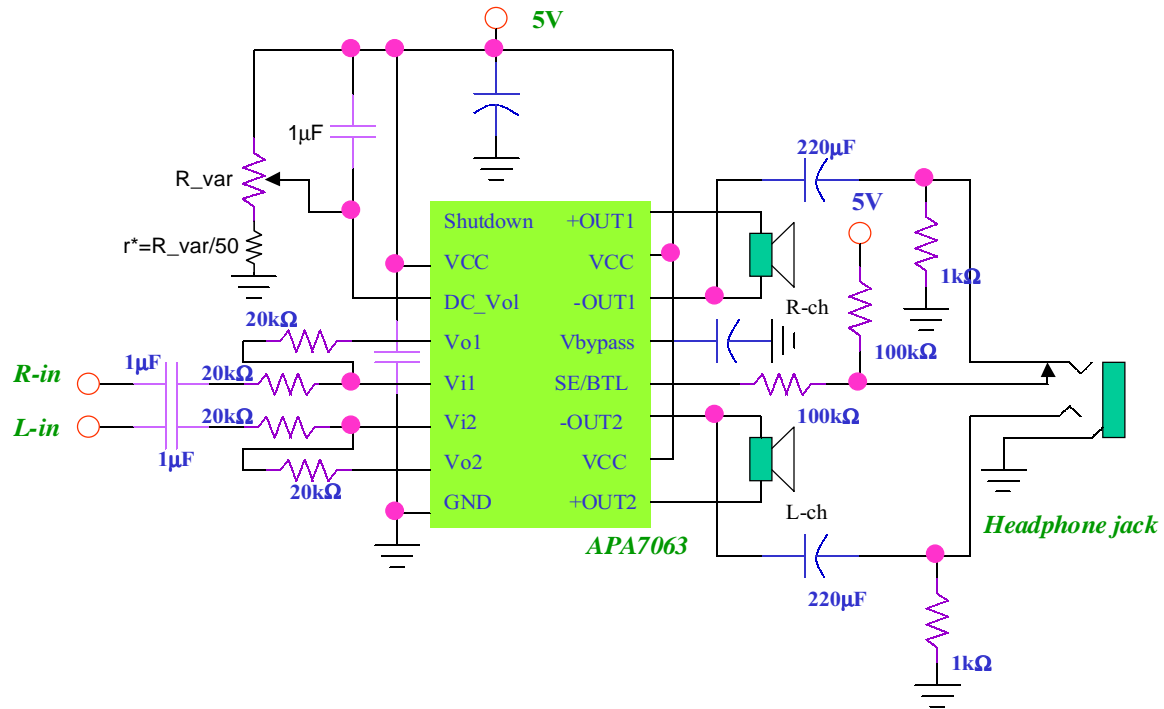 5V
1μF
220μF
R_var
5V
r*=R_var/50
Shutdown
+OUT1
VCC
VCC
1kΩ
DC_Vol
-OUT1
R-ch
20kΩ
Vo1
Vbypass
100kΩ
1μF
R-in
20kΩ
Vi1
SE/BTL
L-in
20kΩ
Vi2
-OUT2
100kΩ
1μF
Vo2
VCC
20kΩ
GND
+OUT2
L-ch
Headphone jack
APA7063
220μF
1kΩ